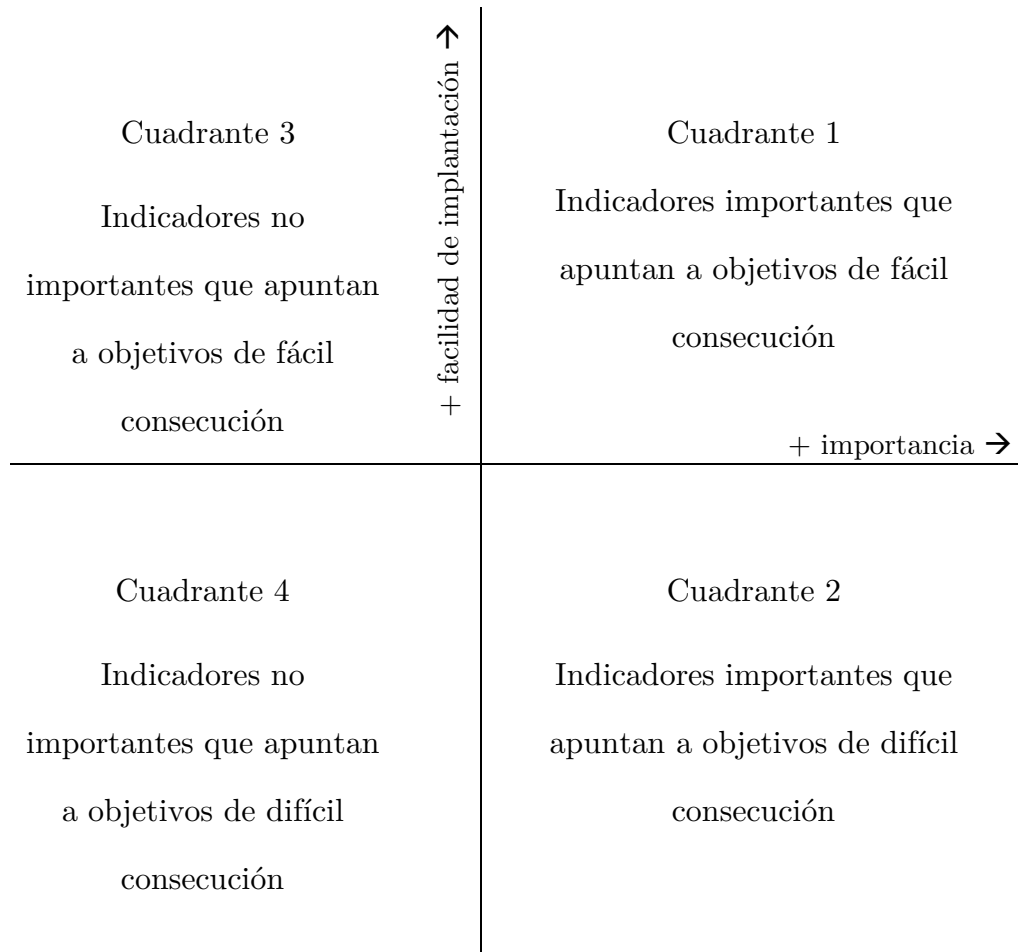 Cuadrante 3
Indicadores no
importantes que apuntan
a objetivos de fácil
consecución
+ facilidad de implantación →
Cuadrante 1
Indicadores importantes que
apuntan a objetivos de fácil
consecución
+ importancia →
Cuadrante 4
Indicadores no
importantes que apuntan
a objetivos de difícil
consecución
Cuadrante 2
Indicadores importantes que
apuntan a objetivos de difícil
consecución